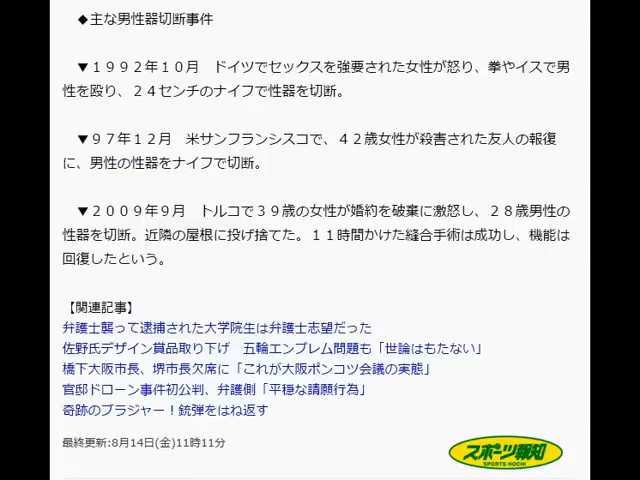 ◆主な男性器切断事件
▼１９９２年１０月　ドイツでセックスを強要された女性が怒り、拳やイスで男
性を殴り、２４センチのナイフで性器を切断。
▼９７年１２月　米サンフランシスコで、４２歳女性が殺害された友人の報復
に、男性の性器をナイフで切断。
▼２００９年９月　トルコで３９歳の女性が婚約を破棄に激怒し、２８歳男性の
性器を切断。近隣の屋根に投げ捨てた。１１時間かけた縫合手術は成功し、機能は
回復したという。
【関連記事】
弁護士襲って逮捕された大学院生は弁護士志望だった
佐野氏デザイン賞品取り下げ　五輪エンブレム問題も「世論はもたない」
橋下大阪市長、堺市長欠席に「これが大阪ポンコツ会議の実態」
官邸ドローン事件初公判、弁護側「平穏な請願行為」
奇跡のブラジャー！銃弾をはね返す
最終更新:8月14日(金)11時11分
スポーツ報知
SPORTS HOCHI